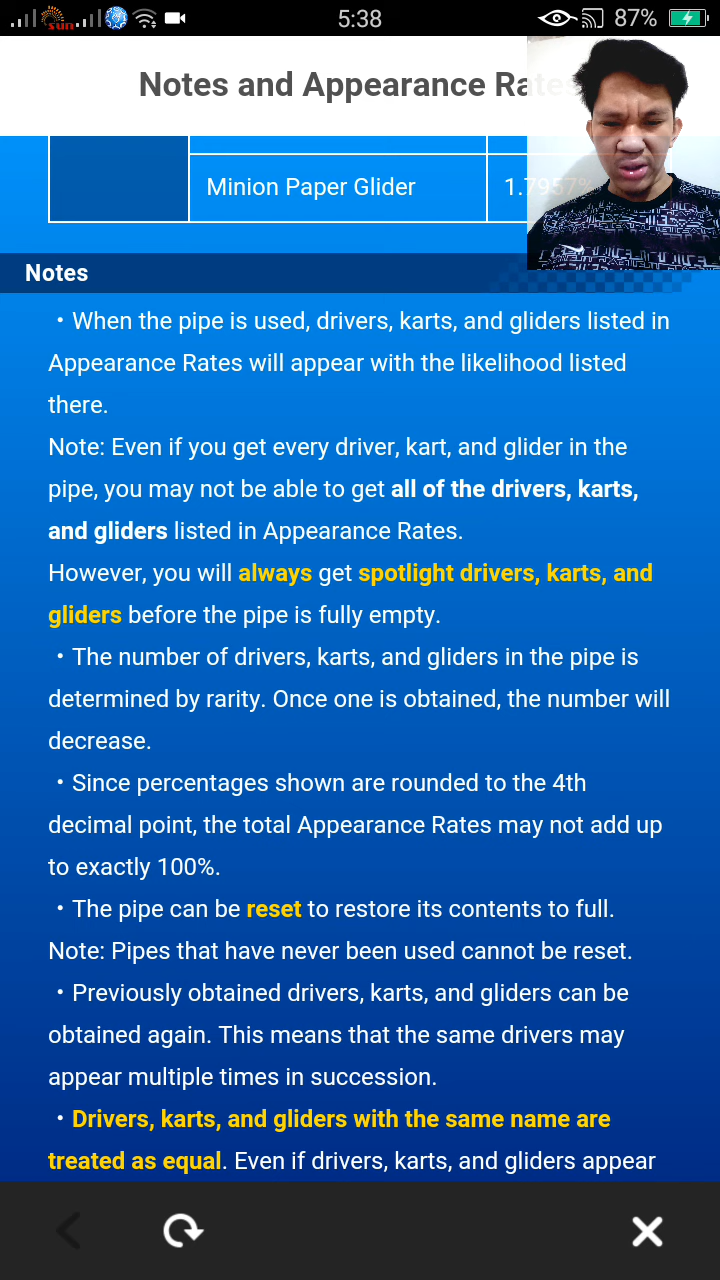 SUN
5:38
87%
Notes and Appearance Rates
Minion Paper Glider
1.7957%
Notes
・When the pipe is used, drivers, karts, and gliders listed in
Appearance Rates will appear with the likelihood listed
there.
Note: Even if you get every driver, kart, and glider in the
pipe, you may not be able to get all of the drivers, karts,
and gliders listed in Appearance Rates.
However, you will always get spotlight drivers, karts, and
gliders before the pipe is fully empty.
・The number of drivers, karts, and gliders in the pipe is
determined by rarity. Once one is obtained, the number will
decrease.
・Since percentages shown are rounded to the 4th
decimal point, the total Appearance Rates may not add up
to exactly 100%.
・The pipe can be reset to restore its contents to full.
Note: Pipes that have never been used cannot be reset.
・Previously obtained drivers, karts, and gliders can be
obtained again. This means that the same drivers may
appear multiple times in succession.
・Drivers, karts, and gliders with the same name are
treated as equal. Even if drivers, karts, and gliders appear